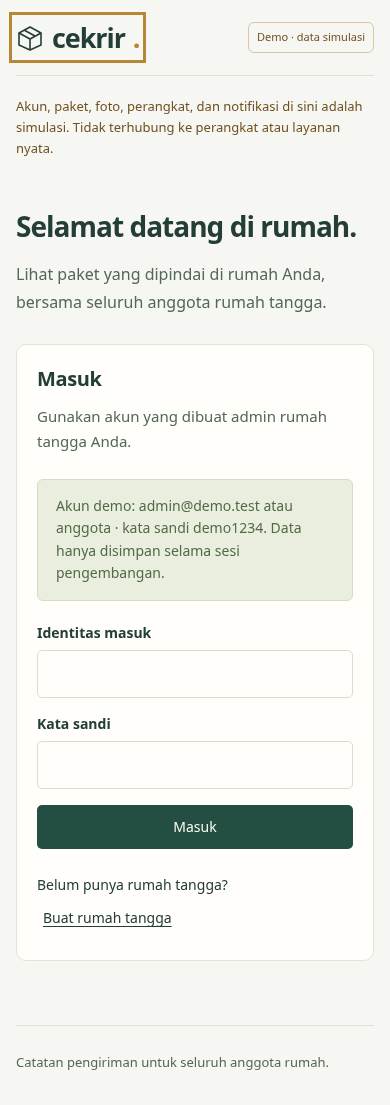 cekrir .
Demo · data simulasi
Akun, paket, foto, perangkat, dan notifikasi di sini adalah
simulasi. Tidak terhubung ke perangkat atau layanan
nyata.
Selamat datang di rumah.
Lihat paket yang dipindai di rumah Anda,
bersama seluruh anggota rumah tangga.
Masuk
Gunakan akun yang dibuat admin rumah
tangga Anda.
Akun demo: admin@demo.test atau
anggota · kata sandi demo1234. Data
hanya disimpan selama sesi
pengembangan.
Identitas masuk
Kata sandi
Masuk
Belum punya rumah tangga?
Buat rumah tangga
Catatan pengiriman untuk seluruh anggota rumah.